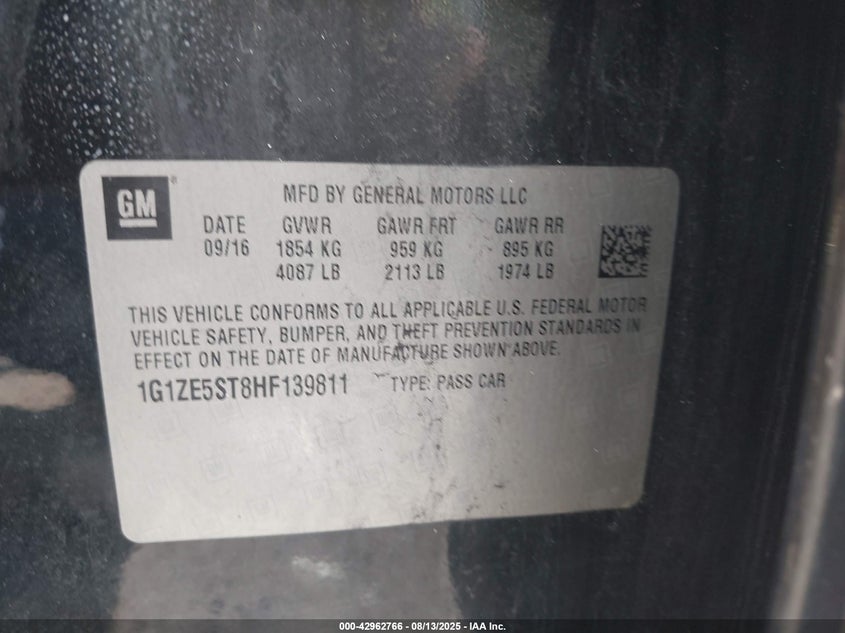 GM
MFD BY GENERAL MOTORS LLC
DATE GVWR GAWR FRT GAWR RR
09/16 1854 KG 959 KG 895 KG
4087 LB 2113 LB 1974 LB
THIS VEHICLE CONFORMS TO ALL APPLICABLE U.S. FEDERAL MOTOR
VEHICLE SAFETY, BUMPER, AND THEFT PREVENTION STANDARDS IN
EFFECT ON THE DATE OF MANUFACTURE SHOWN ABOVE.
1G1ZE5ST8HF139811 TYPE: PASS CAR
000-42962766 - 08/13/2025 - IAA Inc.